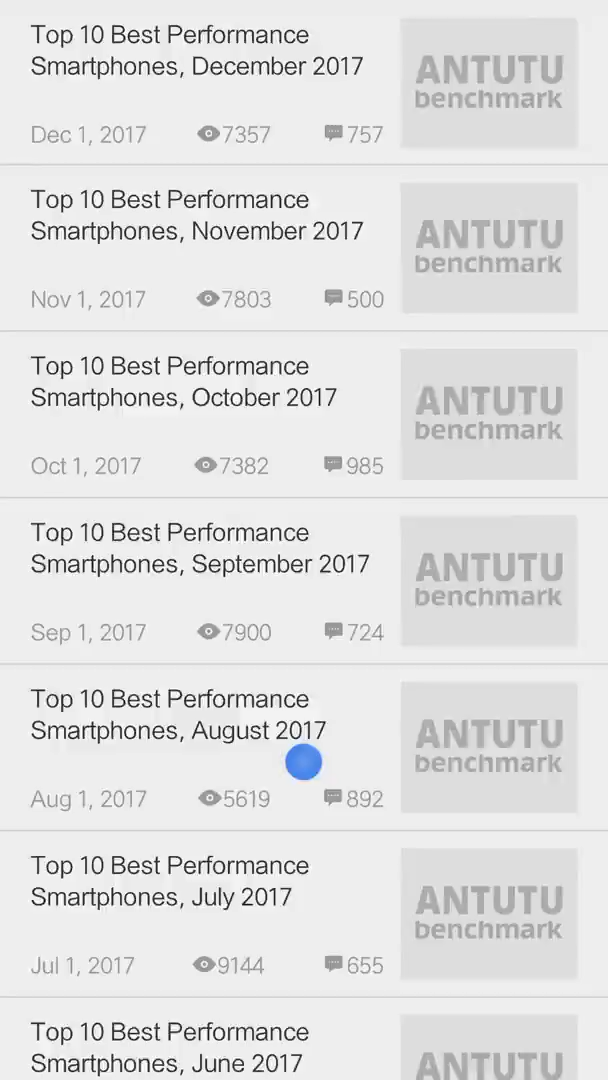 Top 10 Best Performance
Smartphones, December 2017
Dec 1, 2017 7357 757
ANTUTU
benchmark
Top 10 Best Performance
Smartphones, November 2017
Nov 1, 2017 7803 500
ANTUTU
benchmark
Top 10 Best Performance
Smartphones, October 2017
Oct 1, 2017 7382 985
ANTUTU
benchmark
Top 10 Best Performance
Smartphones, September 2017
Sep 1, 2017 7900 724
ANTUTU
benchmark
Top 10 Best Performance
Smartphones, August 2017
Aug 1, 2017 5619 892
ANTUTU
benchmark
Top 10 Best Performance
Smartphones, July 2017
Jul 1, 2017 9144 655
ANTUTU
benchmark
Top 10 Best Performance
Smartphones, June 2017
ANTUTU